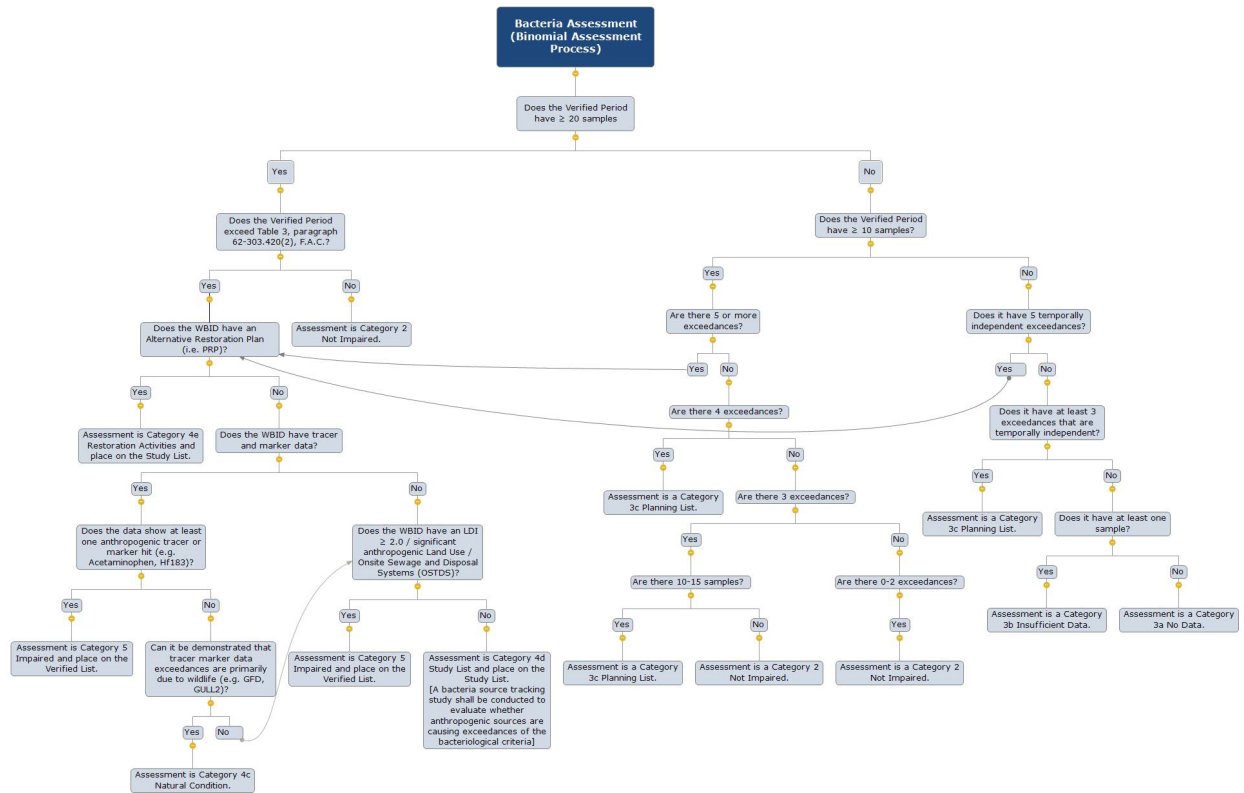 Bacteria Assessment
(Binomial Assessment
Process)
Does the Verified Period
have ≥ 20 samples
Yes
No
Does the Verified Period
exceed Table 3, paragraph
62-303.420(2), F.A.C.?
Does the Verified Period
have ≥ 10 samples?
Yes
No
Yes
No
Does the WBID have an
Alternative Restoration Plan
(i.e. PRP)?
Assessment is Category 2
Not Impaired.
Are there 5 or more
exceedances?
Does it have 5 temporally
independent exceedances?
Yes
No
Yes
No
Yes
No
Assessment is Category 4e
Restoration Activities and
place on the Study List.
Does the WBID have tracer
and marker data?
Are there 4 exceedances?
Does it have at least 3
exceedances that are
temporally independent?
Yes
No
Yes
No
Yes
No
Assessment is a Category
3c Planning List.
Are there 3 exceedances?
Assessment is a Category
3c Planning List.
Does it have at least one
sample?
Does the data show at least
one anthropogenic tracer or
marker hit (e.g.
Acetaminophen, Hf183)?
Does the WBID have an LDI
≥ 2.0 / significant
anthropogenic Land Use /
Onsite Sewage and Disposal
Systems (OSTDS)?
Yes
No
Yes
No
Are there 10-15 samples?
Are there 0-2 exceedances?
Assessment is a Category
3b Insufficient Data.
Assessment is a Category
3a No Data.
Yes
No
Yes
No
Yes
No
Yes
Assessment is Category 5
Impaired and place on the
Verified List.
Can it be demonstrated that
tracer marker data
exceedances are primarily
due to wildlife (e.g. GFD,
GULL2)?
Assessment is Category 5
Impaired and place on the
Verified List.
Assessment is Category 4d
Study List and place on the
Study List.
[A bacteria source tracking
study shall be conducted to
evaluate whether
anthropogenic sources are
causing exceedances of the
bacteriological criteria]
Assessment is a Category
3c Planning List.
Assessment is a Category 2
Not Impaired.
Assessment is a Category 2
Not Impaired.
Yes
No
Assessment is Category 4c
Natural Condition.